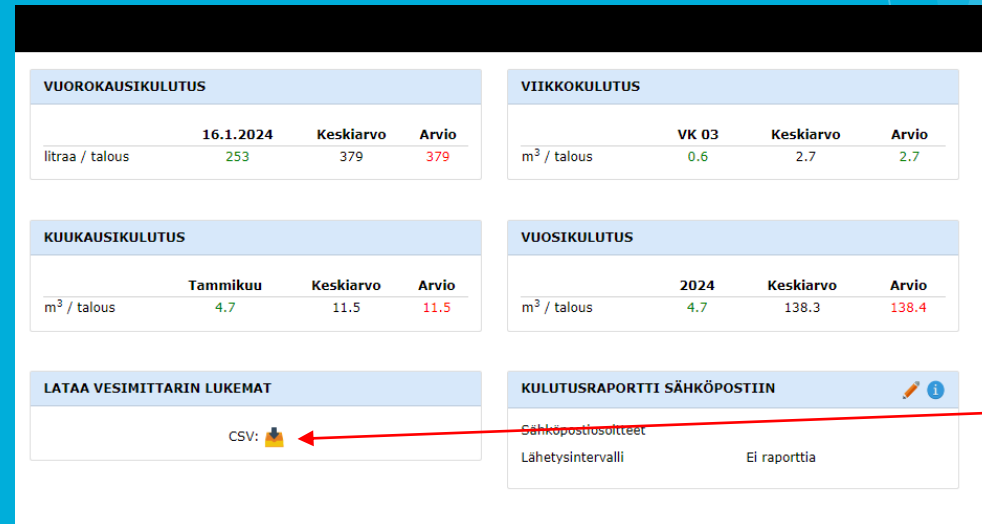 VUOROKAUSIKULUTUS
16.1.2024 Keskiarvo Arvio
litraa / talous 253 379 379
VIIKKOKULUTUS
VK 03 Keskiarvo Arvio
m³ / talous 0.6 2.7 2.7
KUUKAUSIKULUTUS
Tammikuu Keskiarvo Arvio
m³ / talous 4.7 11.5 11.5
VUOSIKULUTUS
2024 Keskiarvo Arvio
m³ / talous 4.7 138.3 138.4
LATAA VESIMITTARIN LUKEMAT
CSV:
KULUTUSRAPORTTI SÄHKÖPOSTIIN
Sähköpostiosoitteet
Lähetysintervalli Ei raporttia